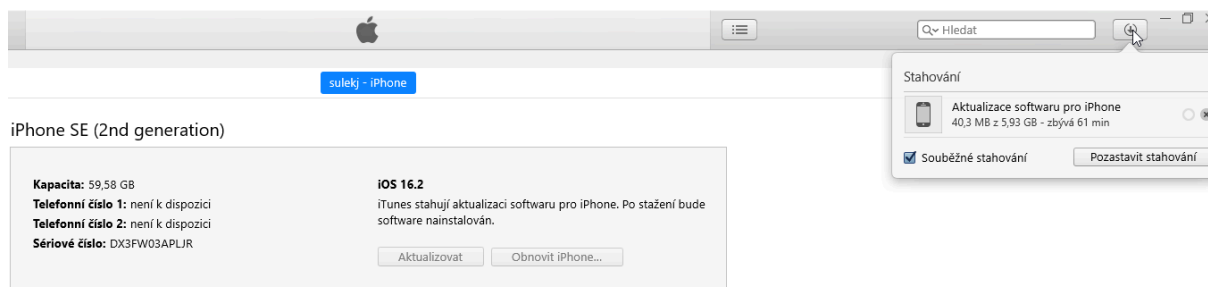 Hledat
sulekj - iPhone
Stahování
Aktualizace softwaru pro iPhone
40,3 MB z 5,93 GB - zbývá 61 min
Souběžné stahování
Pozastavit stahování
iPhone SE (2nd generation)
Kapacita: 59,58 GB
Telefonní číslo 1: není k dispozici
Telefonní číslo 2: není k dispozici
Sériové číslo: DX3FW03APLJR
iOS 16.2
iTunes stahují aktualizaci softwaru pro iPhone. Po stažení bude
software nainstalován.
Aktualizovat
Obnovit iPhone...